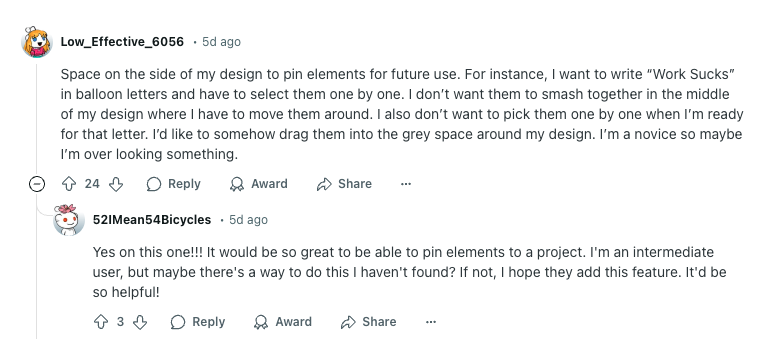 Low_Effective_6056 • 5d ago
Space on the side of my design to pin elements for future use. For instance, I want to write “Work Sucks”
in balloon letters and have to select them one by one. I don’t want them to smash together in the middle
of my design where I have to move them around. I also don’t want to pick them one by one when I’m ready
for that letter. I’d like to somehow drag them into the grey space around my design. I’m a novice so maybe
I’m over looking something.
24 Reply Award Share ...
52IMean54Bicycles • 5d ago
Yes on this one!!! It would be so great to be able to pin elements to a project. I'm an intermediate
user, but maybe there's a way to do this I haven't found? If not, I hope they add this feature. It'd be
so helpful!
3 Reply Award Share ...